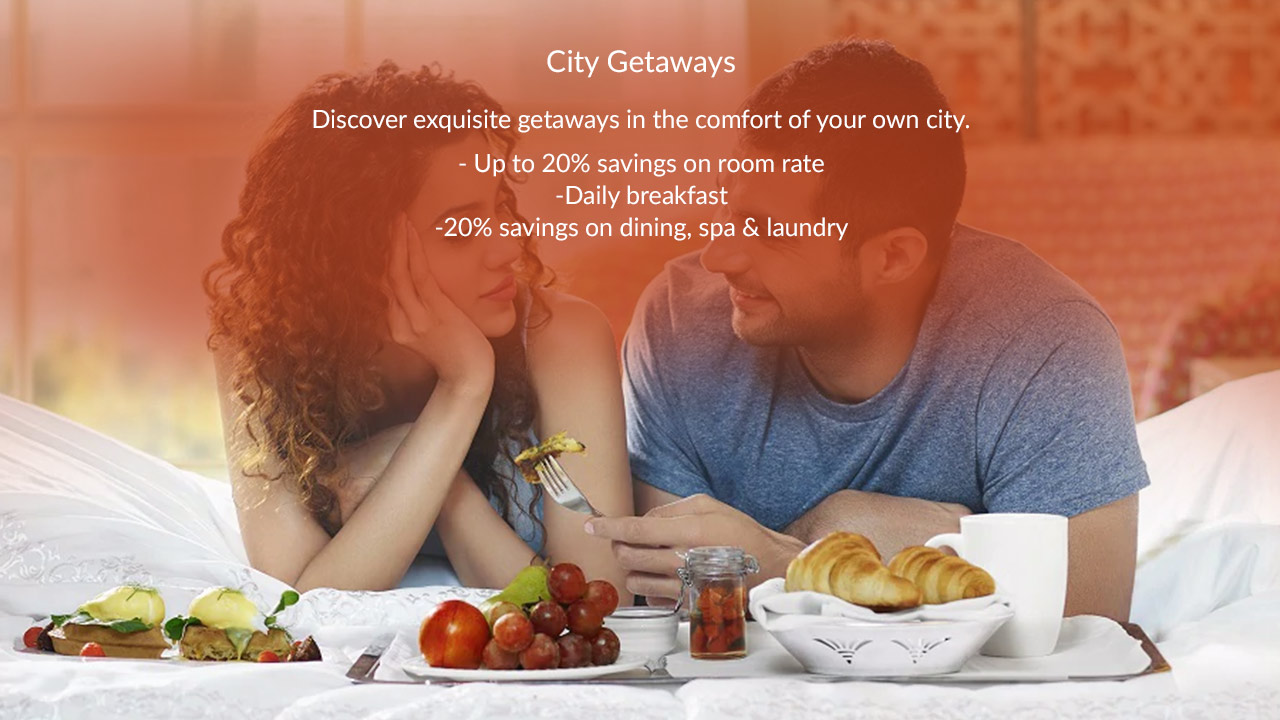 City Getaways
Discover exquisite getaways in the comfort of your own city.
- Up to 20% savings on room rate
-Daily breakfast
-20% savings on dining, spa & laundry